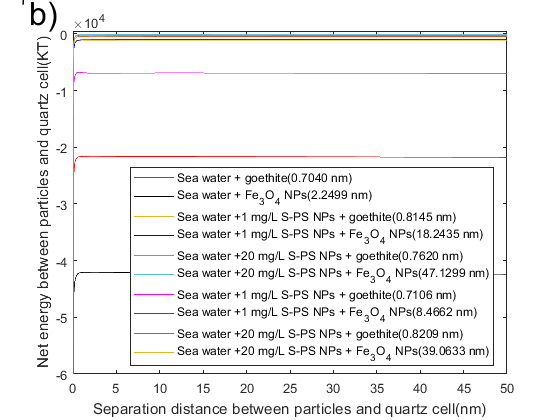 b)
×10⁴
0
-1
-2
-3
-4
-5
-6
Net energy between particles and quartz cell(KT)
Sea water + goethite(0.7040 nm)
Sea water + Fe₃O₄ NPs(2.2499 nm)
Sea water +1 mg/L S-PS NPs + goethite(0.8145 nm)
Sea water +1 mg/L S-PS NPs + Fe₃O₄ NPs(18.2435 nm)
Sea water +20 mg/L S-PS NPs + goethite(0.7620 nm)
Sea water +20 mg/L S-PS NPs + Fe₃O₄ NPs(47.1299 nm)
Sea water +1 mg/L S-PS NPs + goethite(0.7106 nm)
Sea water +1 mg/L S-PS NPs + Fe₃O₄ NPs(8.4662 nm)
Sea water +20 mg/L S-PS NPs + goethite(0.8209 nm)
Sea water +20 mg/L S-PS NPs + Fe₃O₄ NPs(39.0633 nm)
0 5 10 15 20 25 30 35 40 45 50
Separation distance between particles and quartz cell(nm)